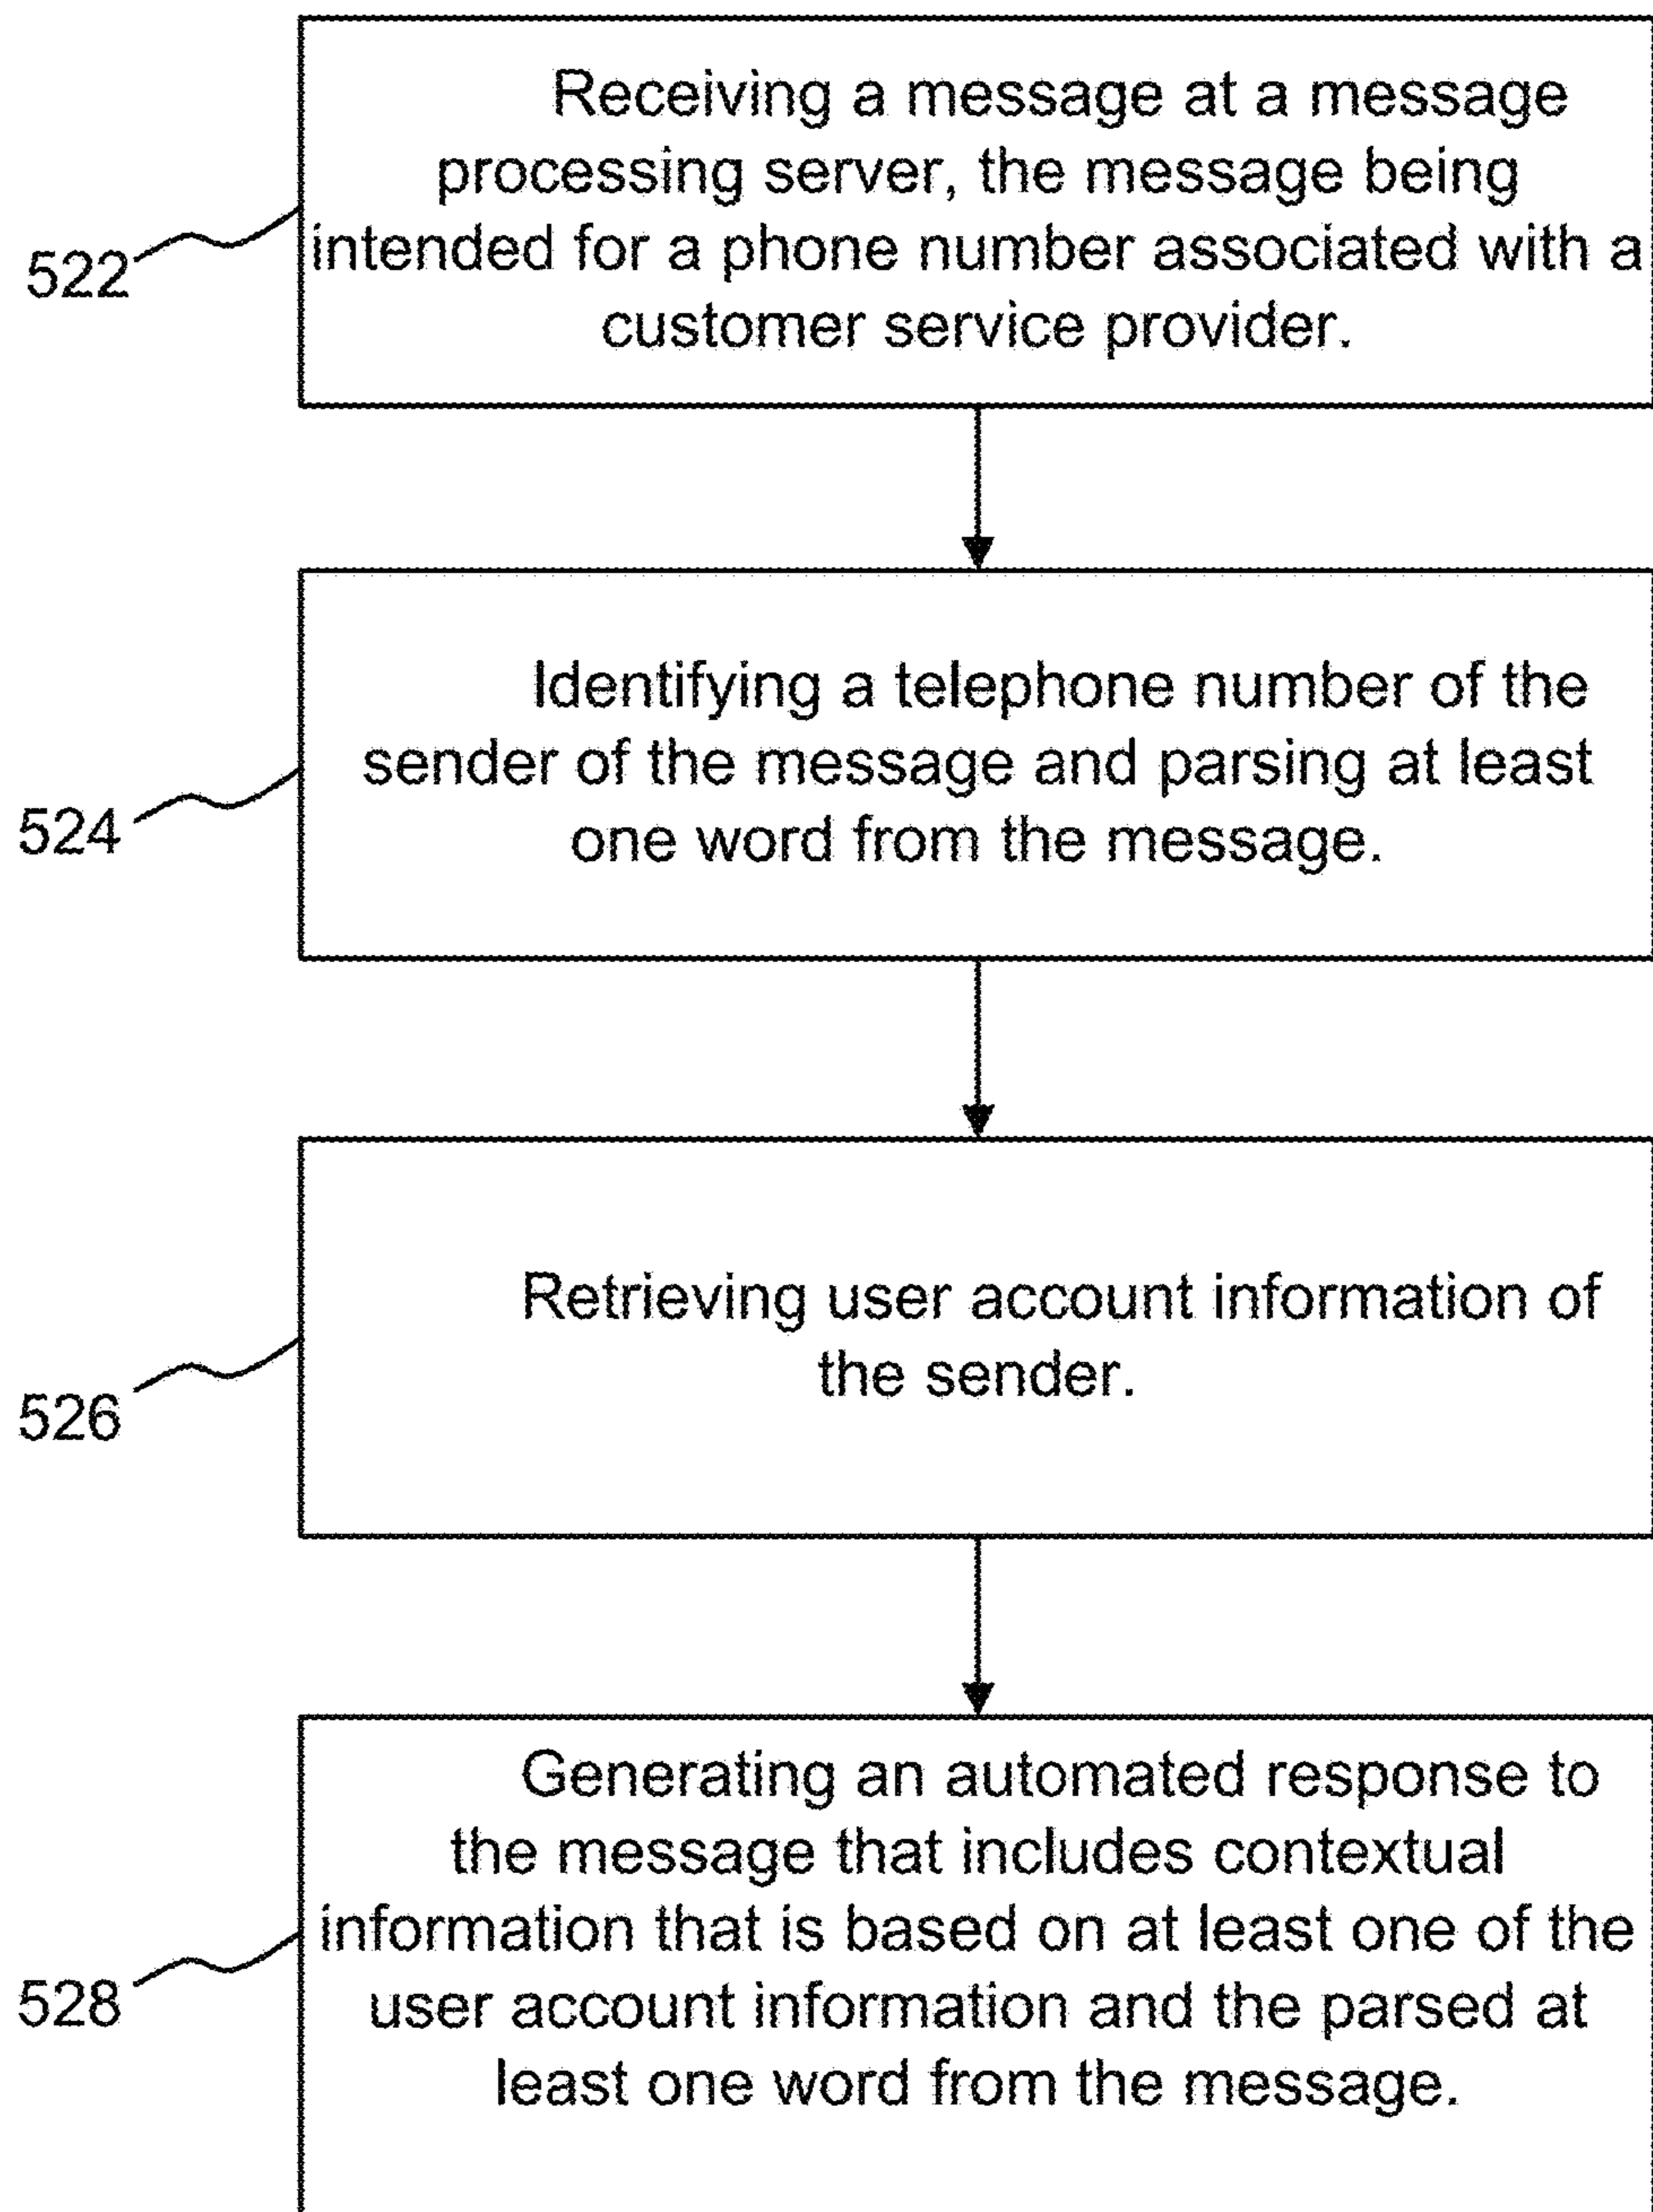 Receiving a message at a message
processing server, the message being
intended for a phone number associated with a
customer service provider.
522
Identifying a telephone number of the
sender of the message and parsing at least
one word from the message.
524
Retrieving user account information of
the sender.
526
Generating an automated response to
the message that includes contextual
information that is based on at least one of the
user account information and the parsed at
least one word from the message.
528